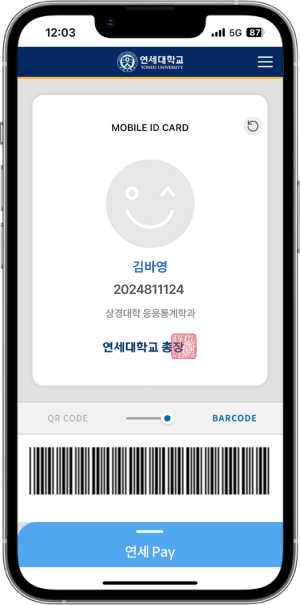 12:03
5G 87
연세대학교
YONSEI UNIVERSITY
MOBILE ID CARD
김바영
2024811124
상경대학 응용통계학과
연세대학교 총장
QR CODE
BARCODE
연세 Pay